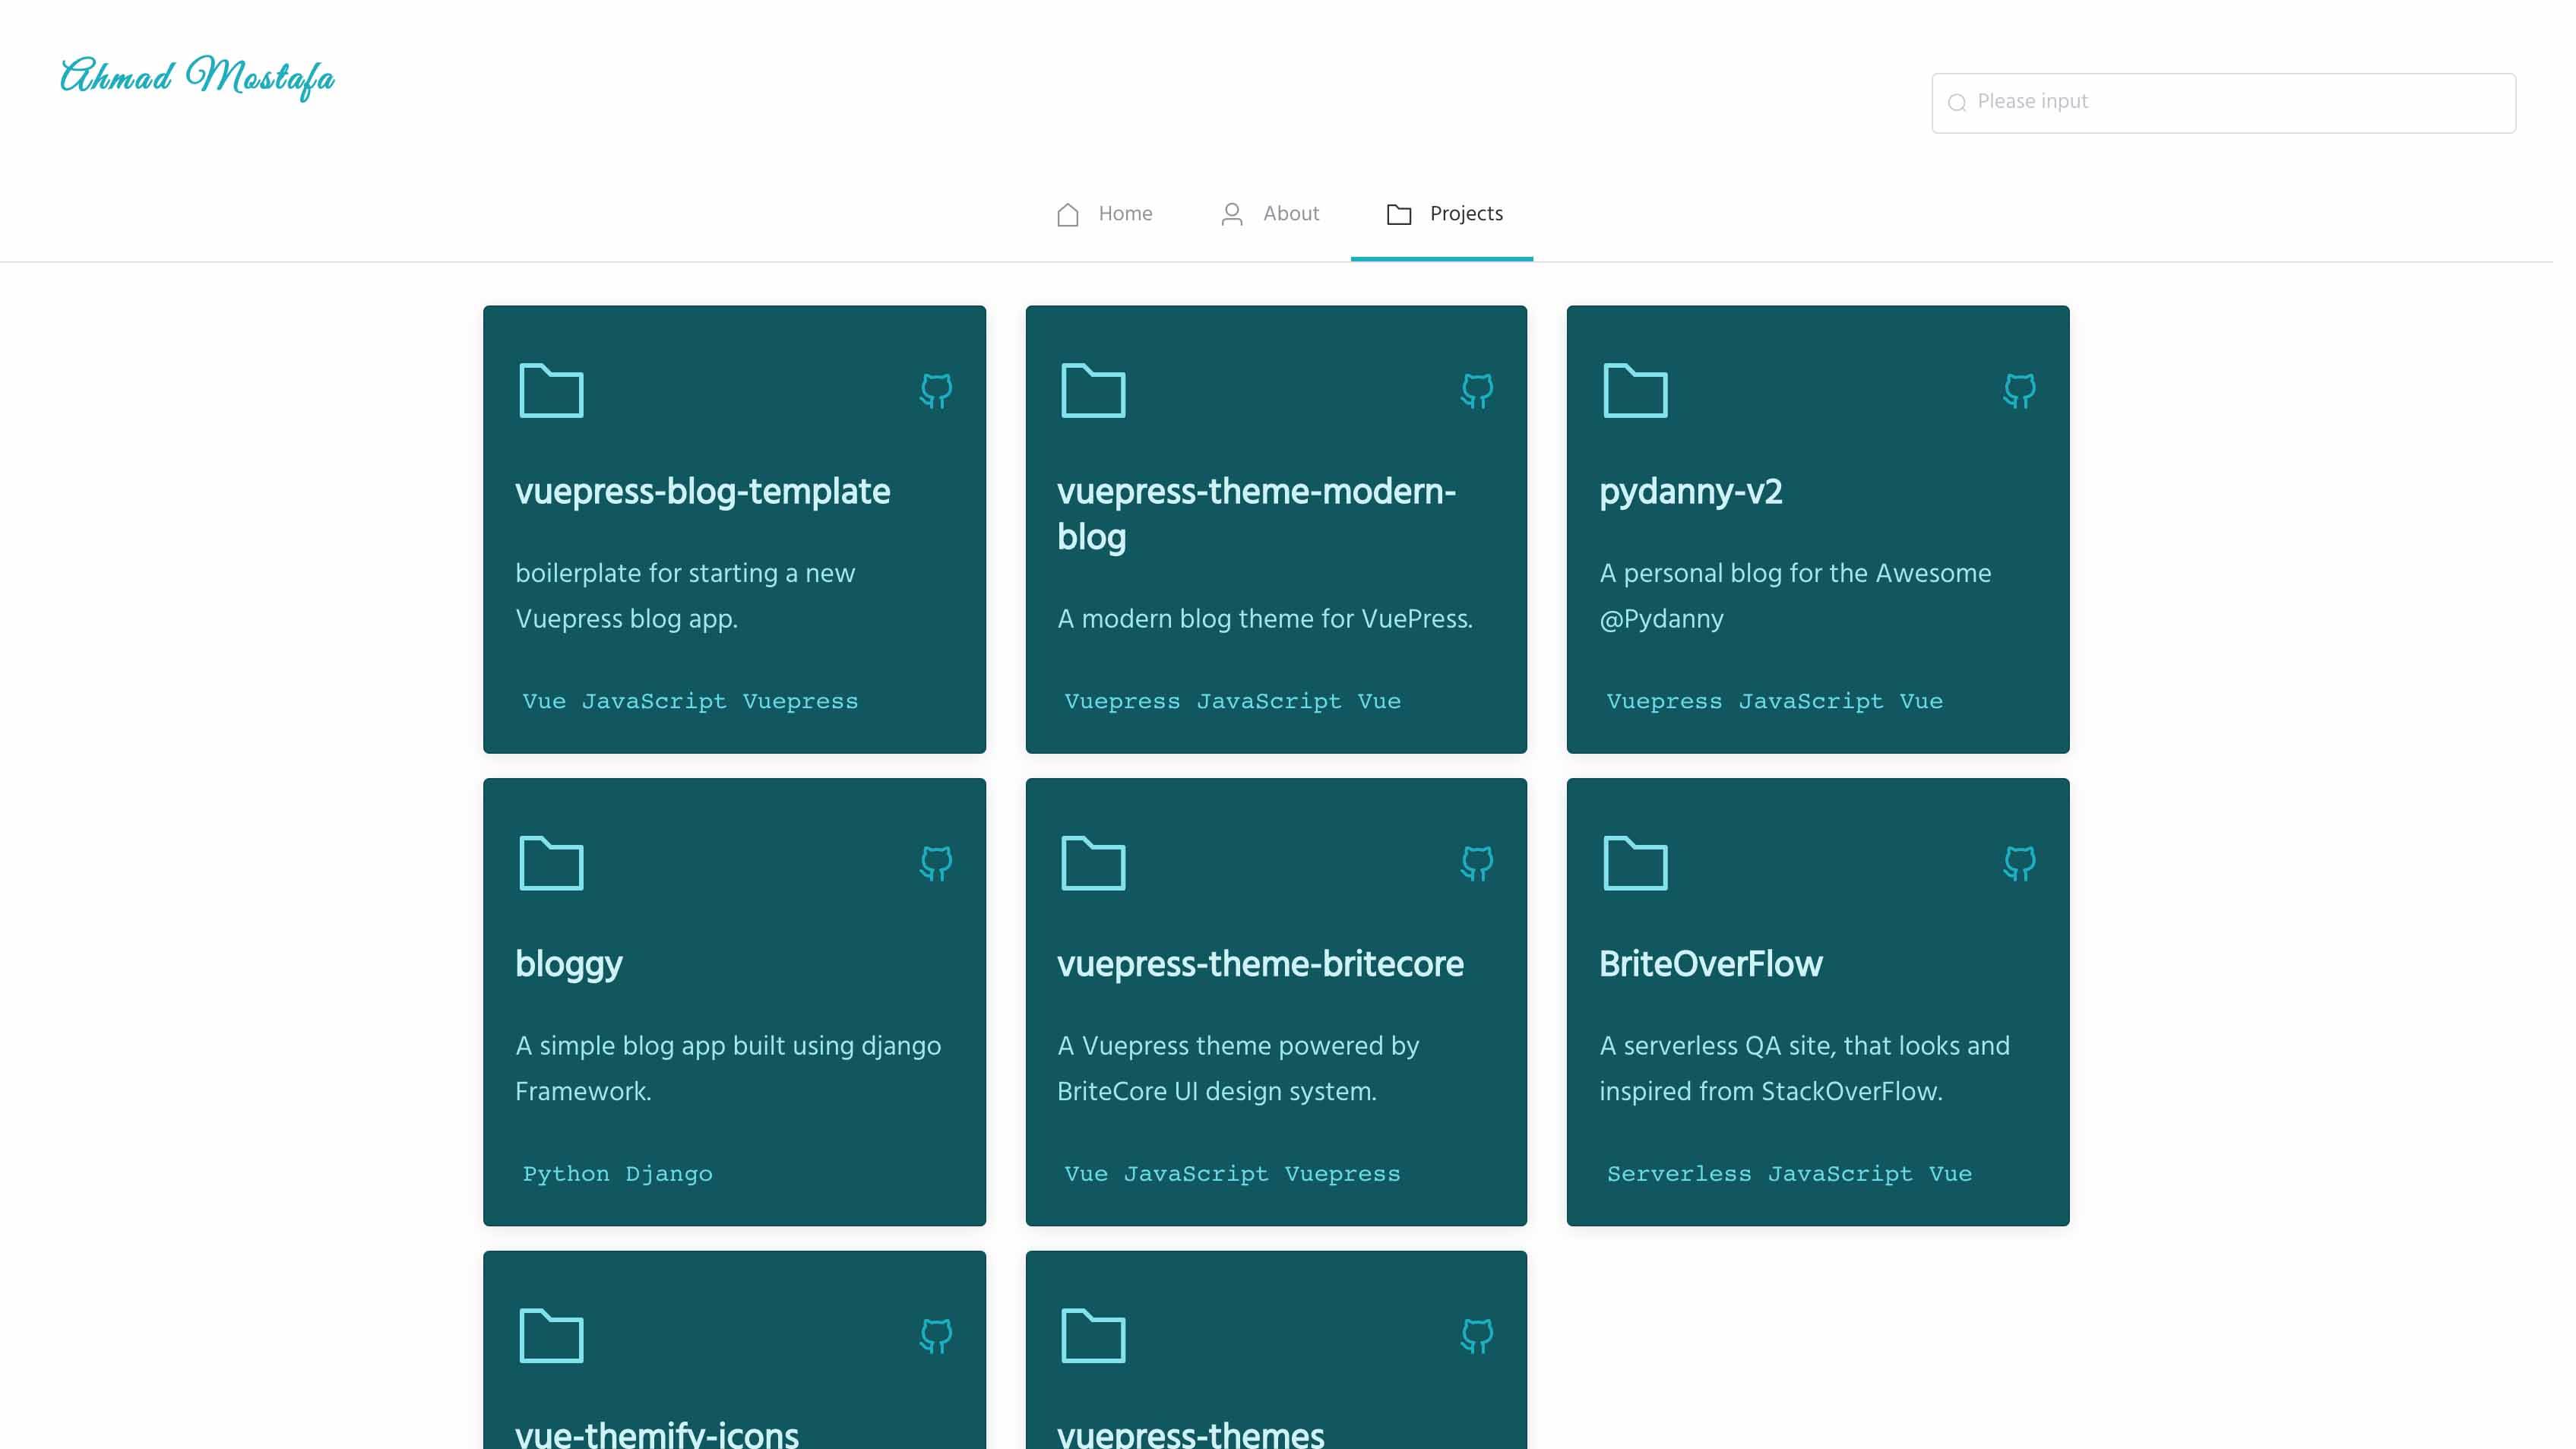 Ahmad Mostafa
Please input
Home
About
Projects
vuepress-blog-template
boilerplate for starting a new
Vuepress blog app.
Vue JavaScript Vuepress
vuepress-theme-modern-
blog
A modern blog theme for VuePress.
Vuepress JavaScript Vue
pydanny-v2
A personal blog for the Awesome
@Pydanny
Vuepress JavaScript Vue
bloggy
A simple blog app built using django
Framework.
Python Django
vuepress-theme-britecore
A Vuepress theme powered by
BriteCore UI design system.
Vue JavaScript Vuepress
BriteOverFlow
A serverless QA site, that looks and
inspired from StackOverFlow.
Serverless JavaScript Vue
vue-themify-icons
vuepress-themes